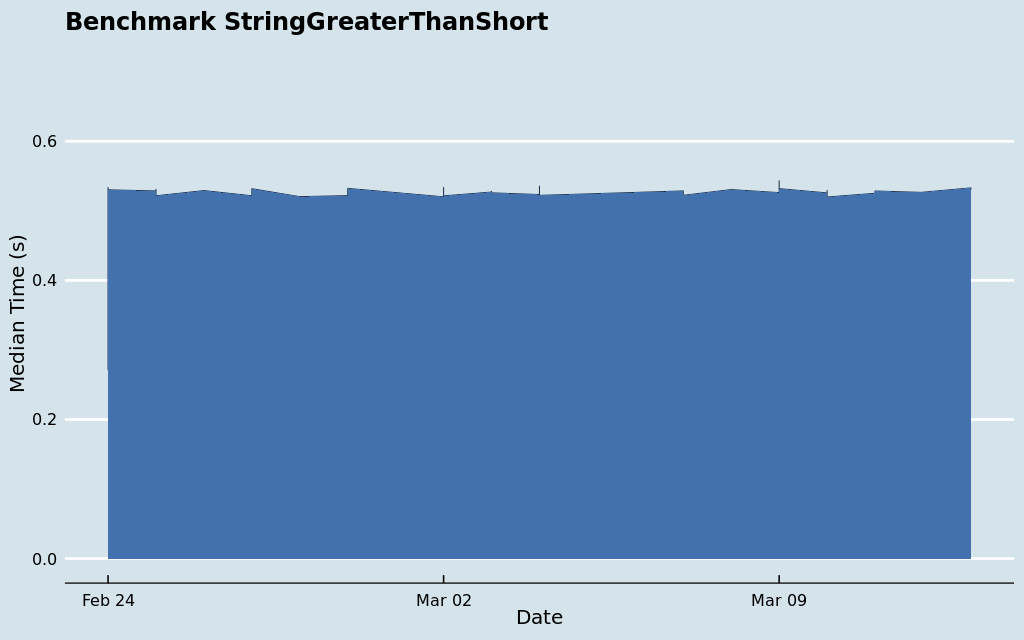 Benchmark StringGreaterThanShort
Median Time (s)
0.6
0.4
0.2
0.0
Feb 24
Mar 02
Mar 09
Date